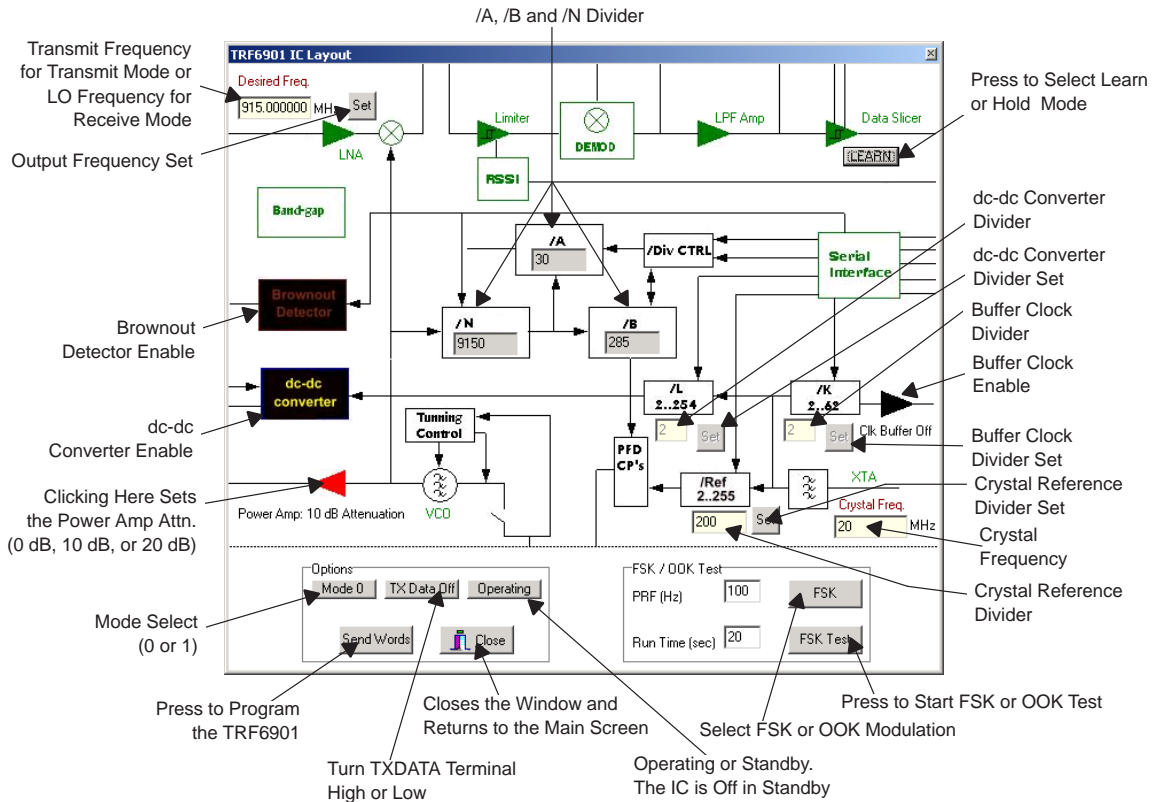 /A, /B and /N Divider
Transmit Frequency
for Transmit Mode or
LO Frequency for
Receive Mode
Output Frequency Set
TRF6901 IC Layout
Desired Freq.
915.000000 MHz Set
LNA
Limiter
RSSI
DEMOD
LPF Amp
Data Slicer
LEARN
Press to Select Learn
or Hold Mode
Band-gap
/A
30
/Div CTRL
Serial
Interface
dc-dc Converter
Divider
dc-dc Converter
Divider Set
Buffer Clock
Divider
Buffer Clock
Enable
Buffer Clock
Divider Set
Crystal Reference
Divider Set
Crystal
Frequency
Crystal Reference
Divider
Brownout
Detector
Brownout
Detector Enable
/N
9150
/B
285
dc-dc
converter
dc-dc
Converter Enable
/L
2..254
2 Set
/K
2..62
2 Set
Clk Buffer Off
Tunning
Control
PFD
CP's
/Ref
2..255
200 Set
XTA
Crystal Freq.
20 MHz
VCO
Power Amp: 10 dB Attenuation
Clicking Here Sets
the Power Amp Attn.
(0 dB, 10 dB, or 20 dB)
Options
Mode 0 TX Data Off Operating
Send Words Close
FSK / OOK Test
PRF (Hz) 100 FSK
Run Time (sec) 20 FSK Test
Mode Select
(0 or 1)
Press to Program
the TRF6901
Turn TXDATA Terminal
High or Low
Closes the Window and
Returns to the Main Screen
Operating or Standby.
The IC is Off in Standby
Select FSK or OOK Modulation
Press to Start FSK or OOK Test